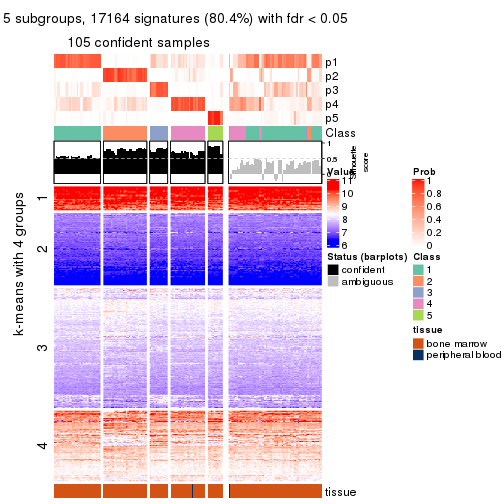 5 subgroups, 17164 signatures (80.4%) with fdr < 0.05
105 confident samples
p1
p2
p3
p4
p5
Class
1
0.5
0
silhouette
score
k-means with 4 groups
1
2
3
4
tissue
Value
11
10
9
8
7
6
Prob
1
0.8
0.6
0.4
0.2
0
Status (barplots)
confident
ambiguous
Class
1
2
3
4
5
tissue
bone marrow
peripheral blood